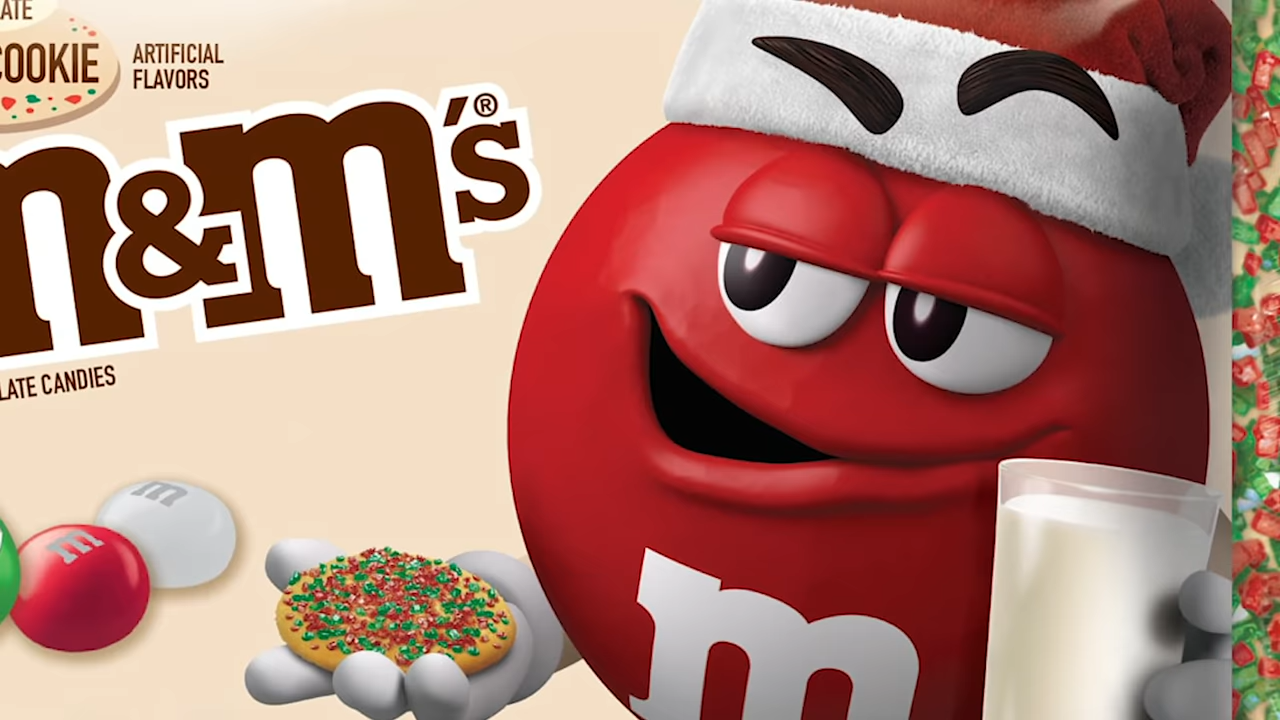 ATE
COOKIE
ARTIFICIAL
FLAVORS
m&m's®
LATE CANDIES
m
m
m